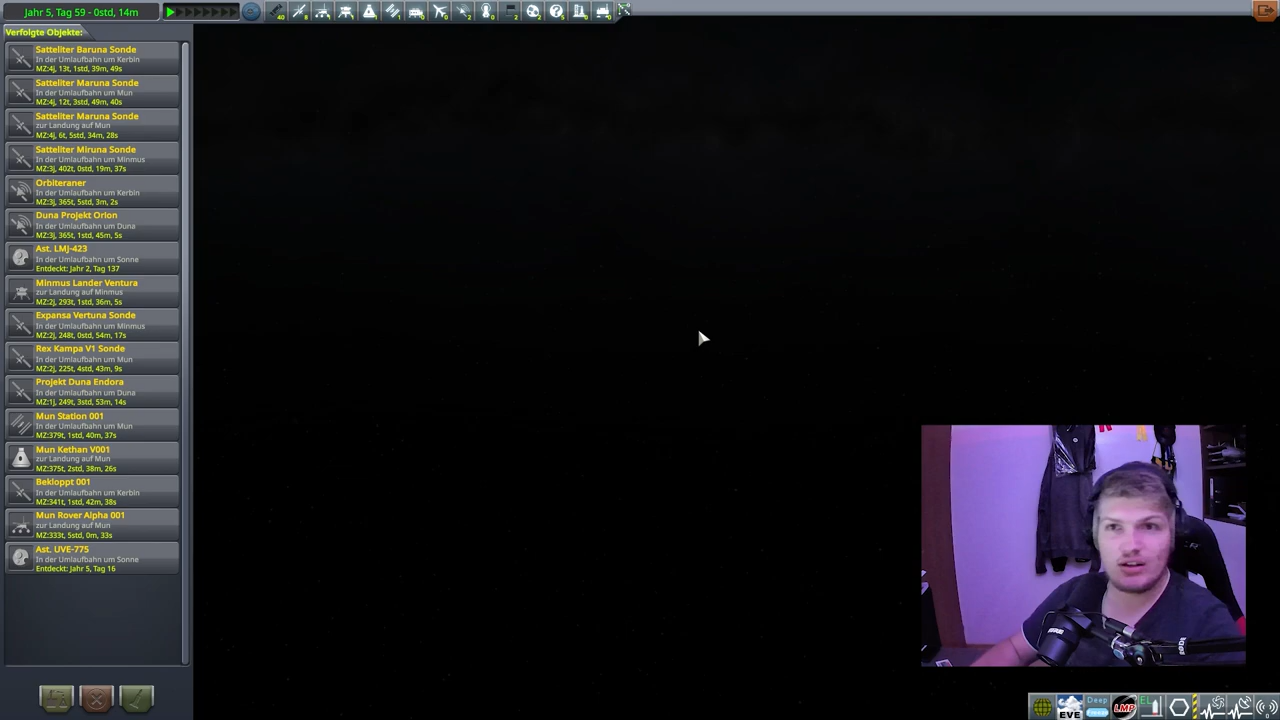 Jahr 5, Tag 59 - 0std, 14m
Verfolgte Objekte:
Satteliter Baruna Sonde
In der Umlaufbahn um Kerbin
MZ:4j, 13t, 1std, 39m, 49s
Satteliter Maruna Sonde
In der Umlaufbahn um Mun
MZ:4j, 12t, 3std, 49m, 40s
Satteliter Maruna Sonde
zur Landung auf Mun
MZ:4j, 6t, 5std, 34m, 28s
Satteliter Miruna Sonde
In der Umlaufbahn um Minmus
MZ:3j, 402t, 0std, 19m, 37s
Orbiteraner
In der Umlaufbahn um Kerbin
MZ:3j, 365t, 5std, 3m, 2s
Duna Projekt Orion
In der Umlaufbahn um Duna
MZ:3j, 365t, 1std, 45m, 5s
Ast. LMJ-423
In der Umlaufbahn um Sonne
Entdeckt: Jahr 2, Tag 137
Minmus Lander Ventura
zur Landung auf Minmus
MZ:2j, 293t, 1std, 36m, 5s
Expansa Vertuna Sonde
In der Umlaufbahn um Minmus
MZ:2j, 248t, 0std, 54m, 17s
Rex Kampa V1 Sonde
In der Umlaufbahn um Mun
MZ:2j, 225t, 4std, 43m, 9s
Projekt Duna Endora
In der Umlaufbahn um Duna
MZ:1j, 249t, 3std, 53m, 14s
Mun Station 001
In der Umlaufbahn um Mun
MZ:379t, 1std, 40m, 37s
Mun Kethan V001
zur Landung auf Mun
MZ:375t, 2std, 38m, 26s
Bekloppt 001
In der Umlaufbahn um Kerbin
MZ:341t, 1std, 42m, 38s
Mun Rover Alpha 001
zur Landung auf Mun
MZ:333t, 5std, 0m, 33s
Ast. UVE-775
In der Umlaufbahn um Sonne
Entdeckt: Jahr 5, Tag 16
EVE
Deep
Freeze
LMP
EL